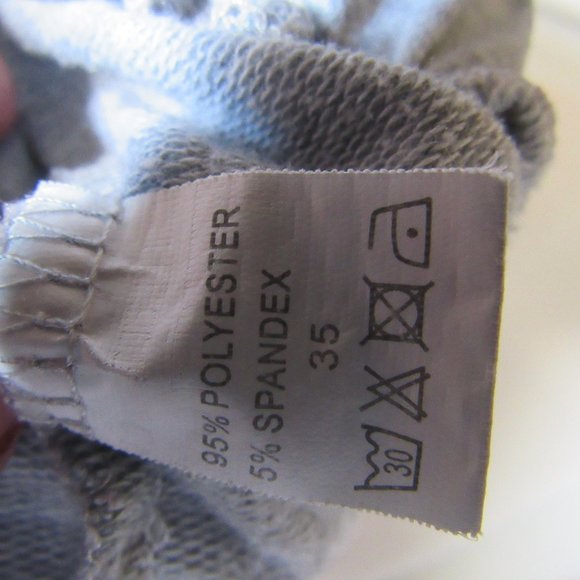 95% POLYESTER
5% SPANDEX
35
30